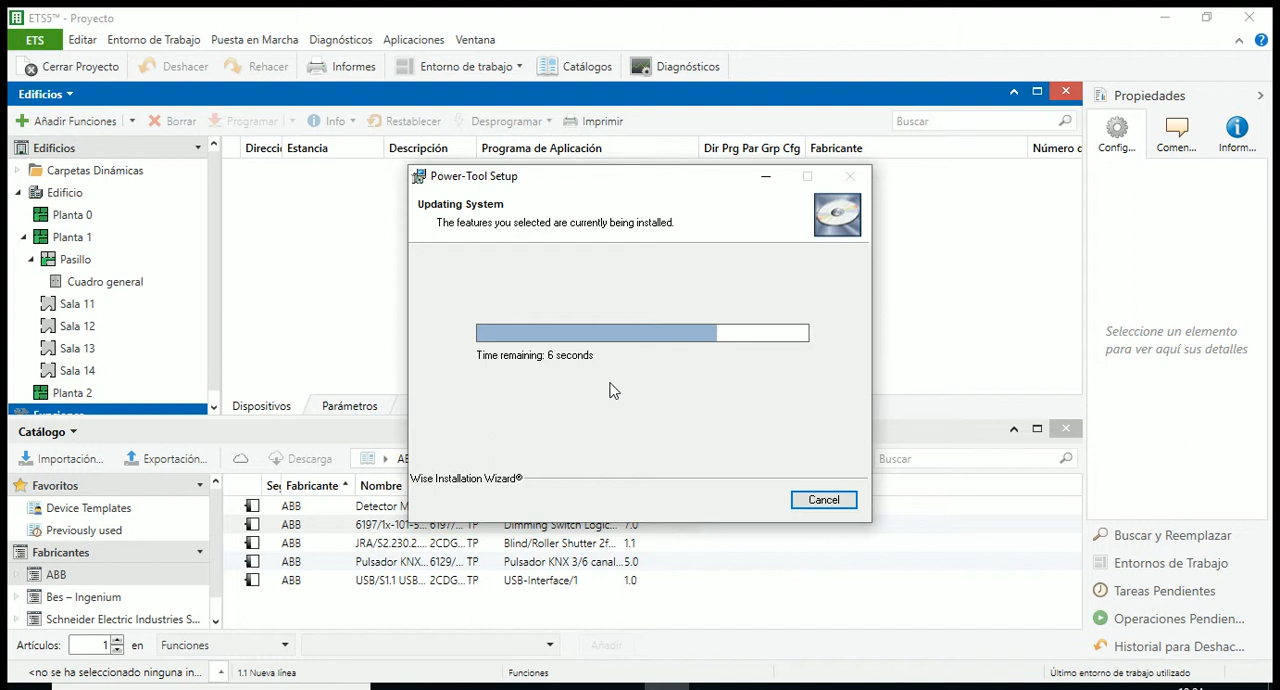 ETS5™ - Proyecto
ETS Editar Entorno de Trabajo Puesta en Marcha Diagnósticos Aplicaciones Ventana
Cerrar Proyecto Deshacer Rehacer Informes Entorno de trabajo Catálogos Diagnósticos
Edificios
Añadir Funciones Borrar Programar Info Restablecer Desprogramar Imprimir Buscar
Edificios
Direcci Estancia Descripción Programa de Aplicación Dir Prg Par Grp Cfg Fabricante Número d
Carpetas Dinámicas
Edificio
Planta 0
Planta 1
Pasillo
Cuadro general
Sala 11
Sala 12
Sala 13
Sala 14
Planta 2
Funciones
Dispositivos Parámetros
Power-Tool Setup
Updating System
The features you selected are currently being installed.
Time remaining: 6 seconds
Wise Installation Wizard®
Cancel
Propiedades
Config... Comen... Inform...
Seleccione un elemento
para ver aquí sus detalles
Catálogo
Importación... Exportación... Descarga Buscar
Favoritos
Device Templates
Previously used
Fabricantes
ABB
Bes – Ingenium
Schneider Electric Industries S...
Fabricante Nombre
ABB Detector M
ABB 6197/1x-101-5... 6197/... TP Dimming Switch Logic... 7.0
ABB JRA/S2.230.2... 2CDG... TP Blind/Roller Shutter 2f... 1.1
ABB Pulsador KNX... 6129/... TP Pulsador KNX 3/6 canal... 5.0
ABB USB/S1.1 USB... 2CDG... TP USB-Interface/1 1.0
Buscar y Reemplazar
Entornos de Trabajo
Tareas Pendientes
Operaciones Pendien...
Historial para Deshac...
Artículos: 1 en Funciones Añadir
<no se ha seleccionado ninguna in... 1.1 Nueva línea Funciones Último entorno de trabajo utilizado